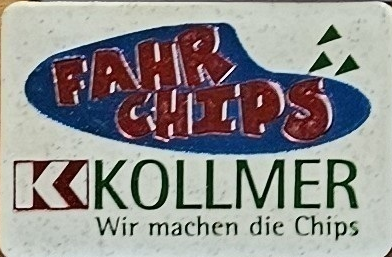 FAHR
CHIPS
KOLLMER
Wir machen die Chips